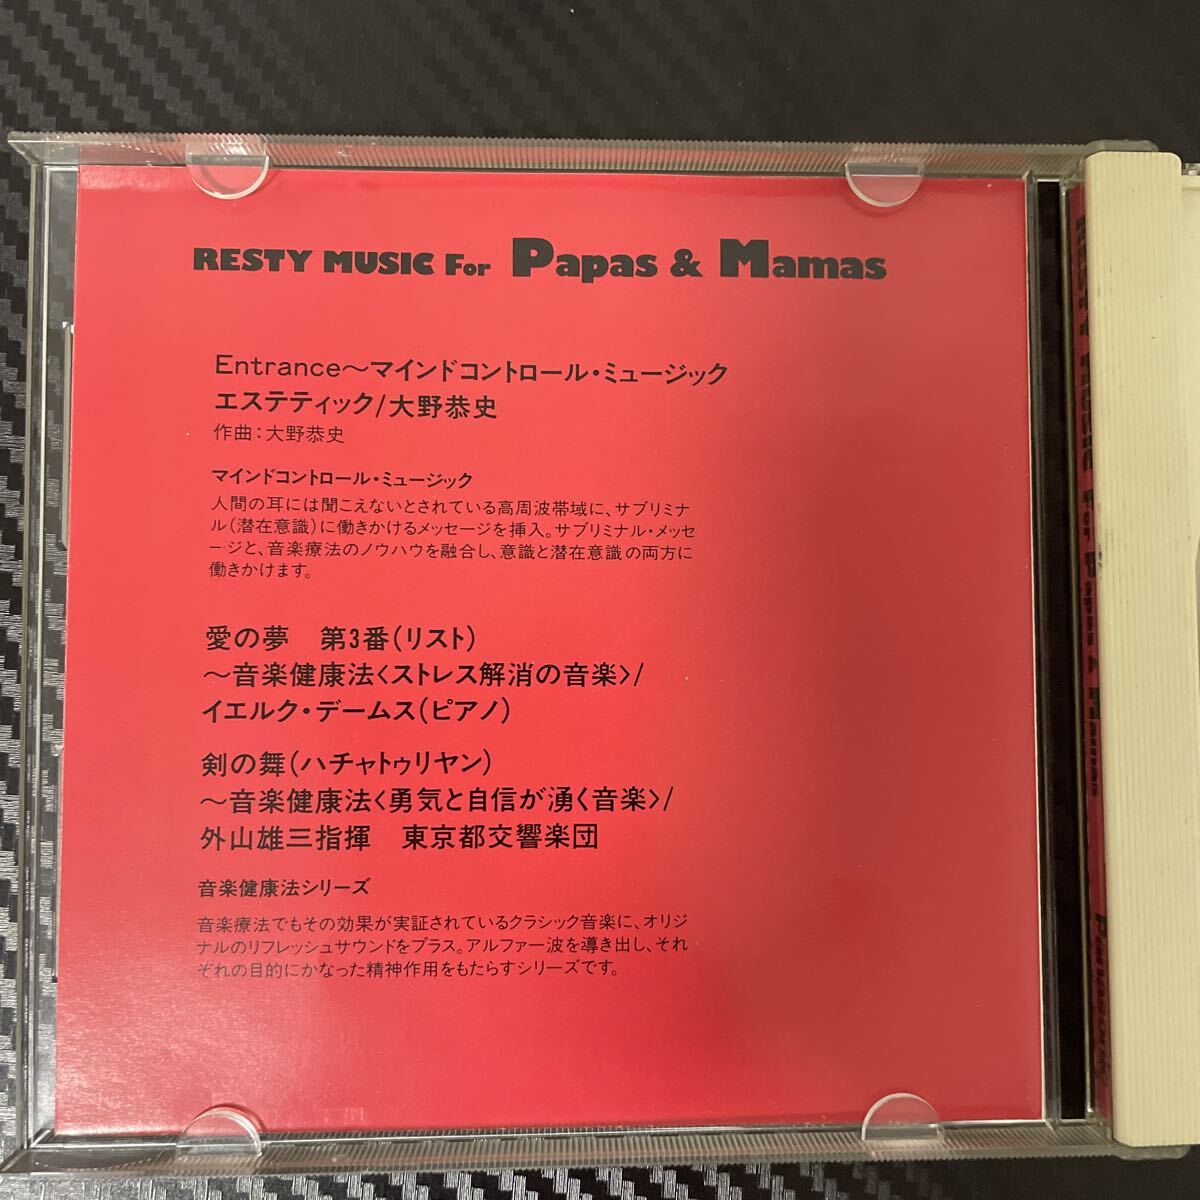 RESTY MUSIC For Papas & Mamas
Entrance～マインドコントロール・ミュージック
エステティック/大野恭史
作曲：大野恭史
マインドコントロール・ミュージック
人間の耳には聞こえないとされている高周波帯域に、サブリミナ
ル（潜在意識）に働きかけるメッセージを挿入。サブリミナル・メッセ
ージと、音楽療法のノウハウを融合し、意識と潜在意識の両方に
働きかけます。
愛の夢　第3番（リスト）
～音楽健康法〈ストレス解消の音楽〉/
イエルク・デームス（ピアノ）
剣の舞（ハチャトゥリヤン）
～音楽健康法〈勇気と自信が湧く音楽〉/
外山雄三指揮　東京都交響楽団
音楽健康法シリーズ
音楽療法でもその効果が実証されているクラシック音楽に、オリジ
ナルのリフレッシュサウンドをプラス。アルファー波を導き出し、それ
ぞれの目的にかなった精神作用をもたらすシリーズです。
RESTY MUSIC For Papas & Mamas